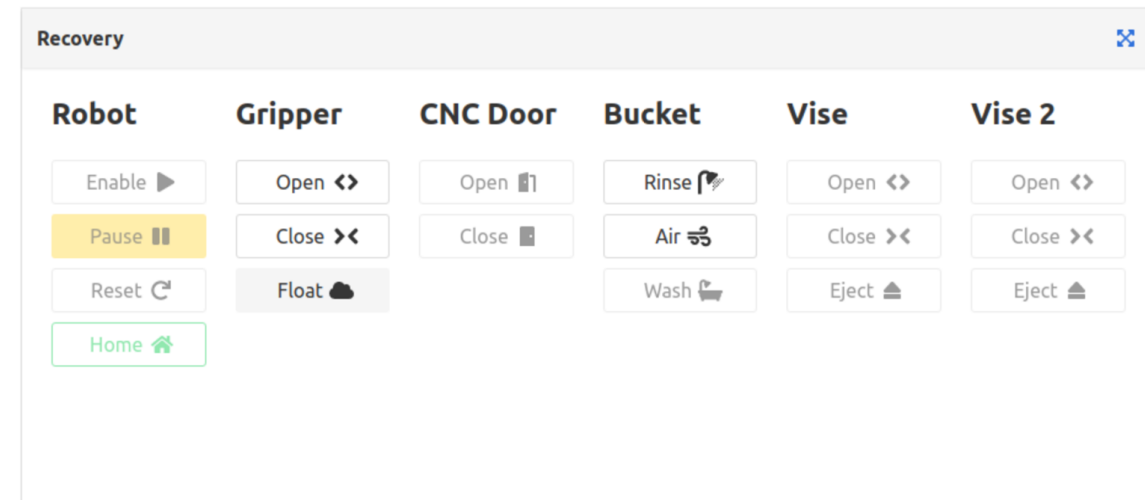 Recovery
Robot Gripper CNC Door Bucket Vise Vise 2
Enable Open Open Rinse Open Open
Pause Close Close Air Close Close
Reset Float Wash Eject Eject
Home